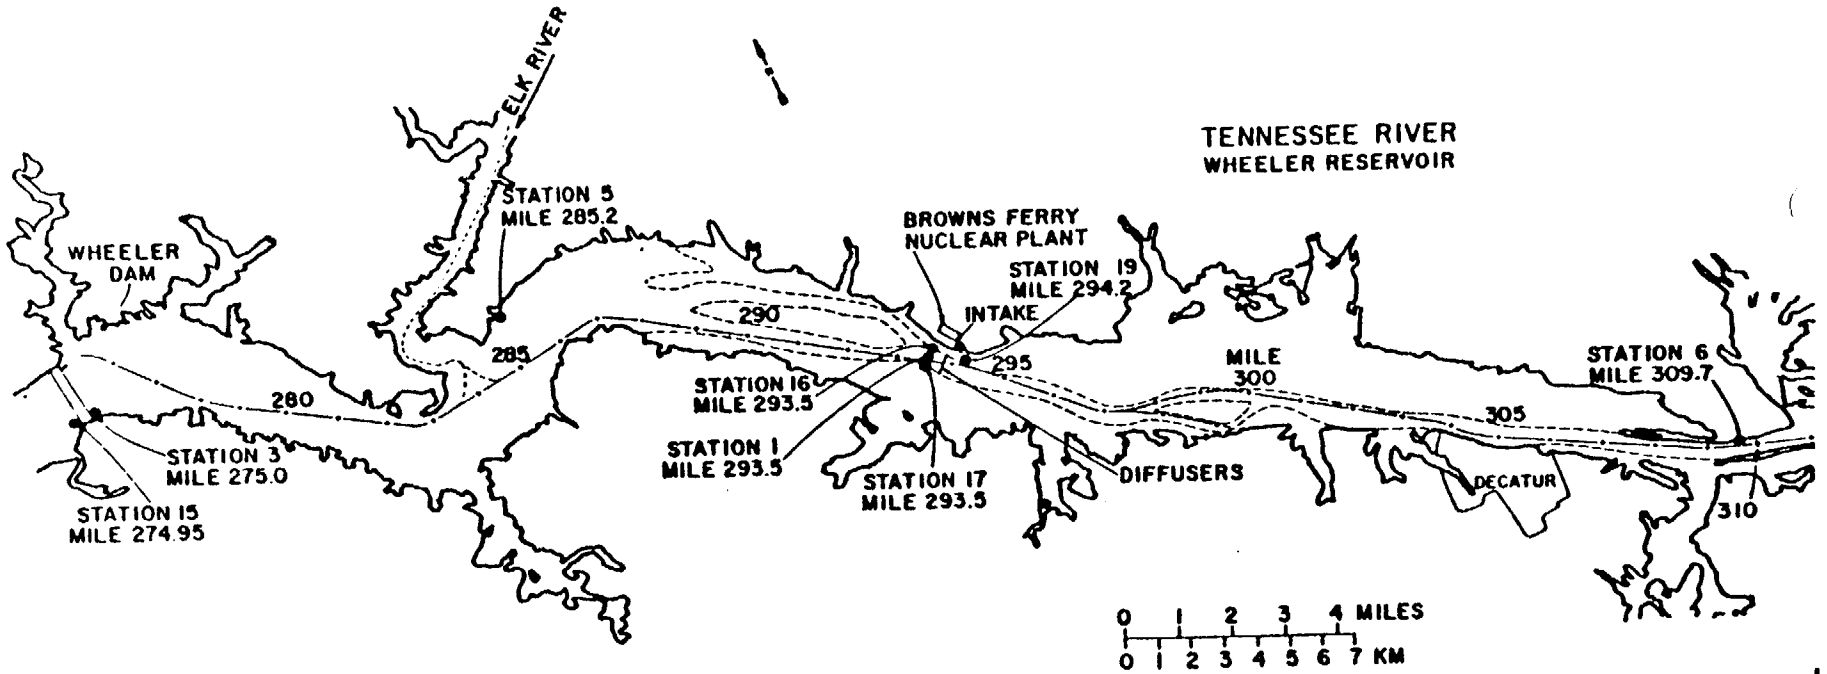 ELK RIVER
TENNESSEE RIVER
WHEELER RESERVOIR
STATION 5
MILE 285.2
BROWNS FERRY
NUCLEAR PLANT
WHEELER
DAM
STATION 19
MILE 294.2
INTAKE
290
285
295
MILE
300
STATION 6
MILE 309.7
280
STATION 16
MILE 293.5
305
STATION 1
MILE 293.5
STATION 3
MILE 275.0
STATION 17
MILE 293.5
DIFFUSERS
DECATUR
STATION 15
MILE 274.95
310
0 1 2 3 4 MILES
0 1 2 3 4 5 6 7 KM